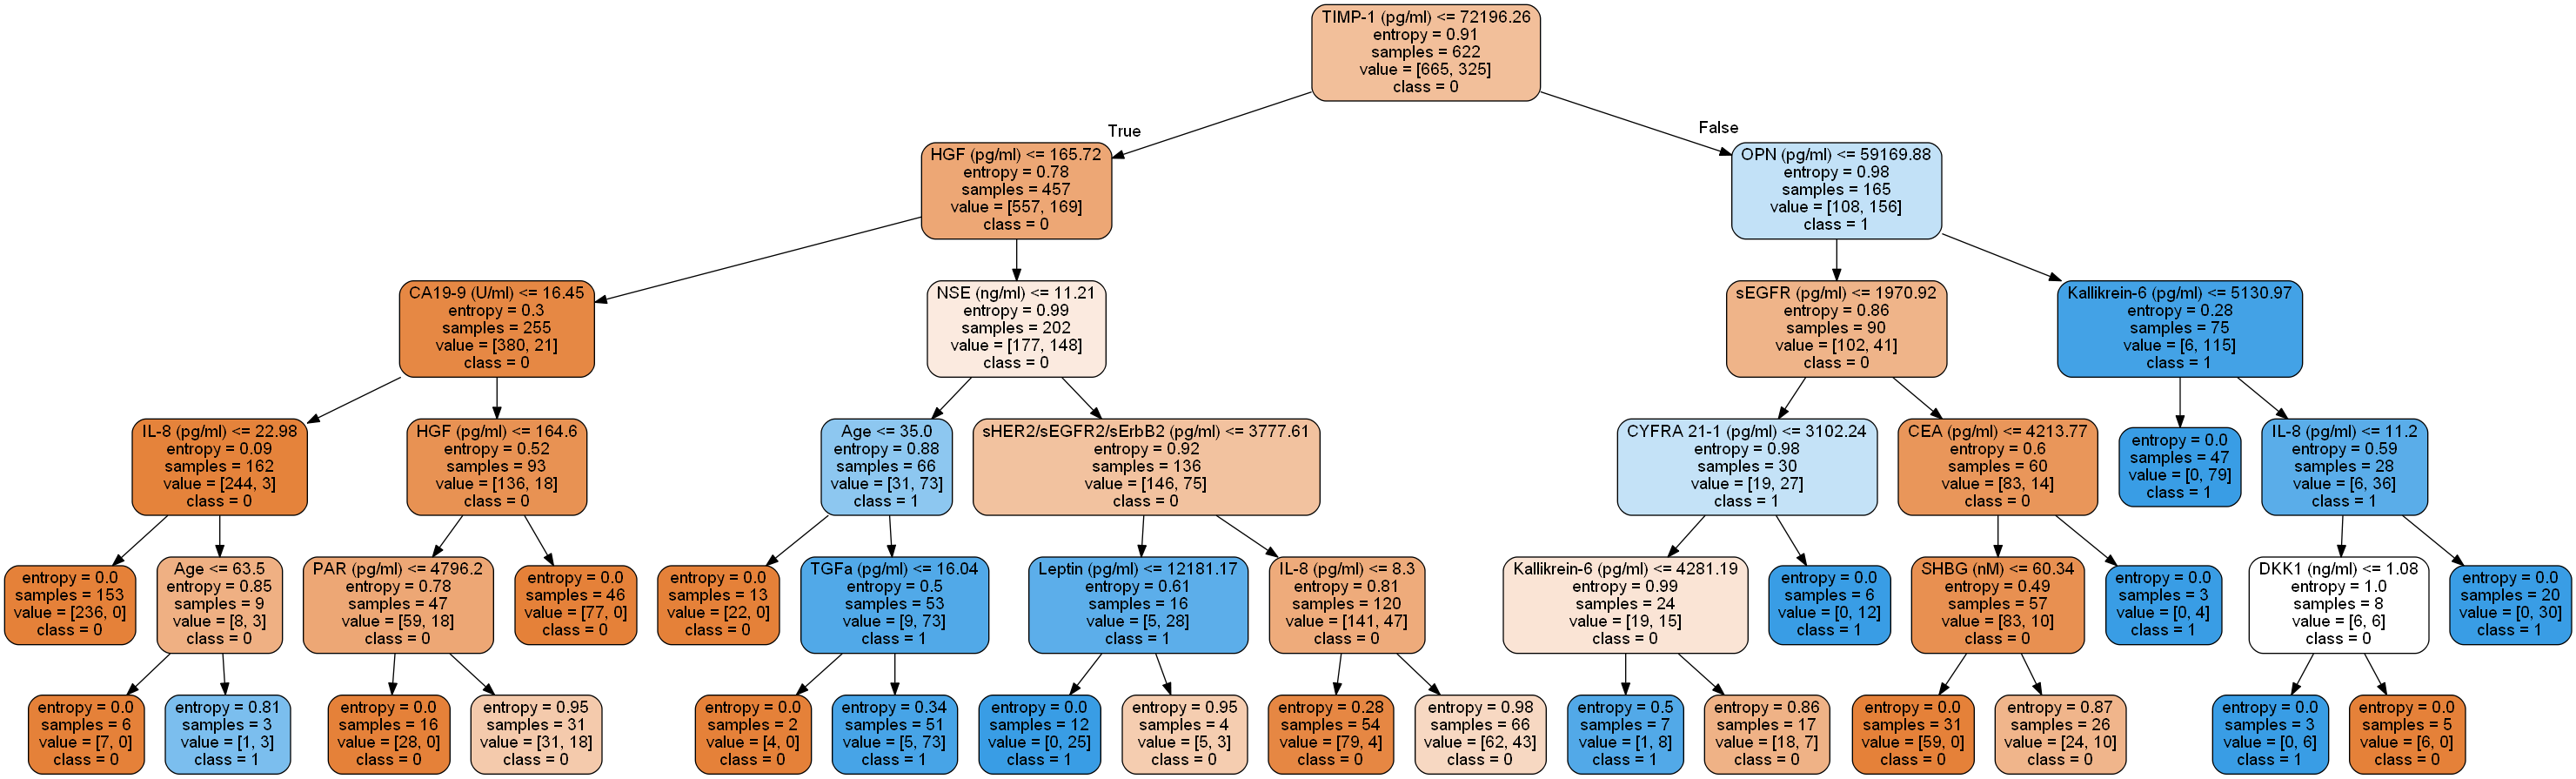 TIMP-1 (pg/ml) <= 72196.26
entropy = 0.91
samples = 622
value = [665, 325]
class = 0
True
False
HGF (pg/ml) <= 165.72
entropy = 0.78
samples = 457
value = [557, 169]
class = 0
OPN (pg/ml) <= 59169.88
entropy = 0.98
samples = 165
value = [108, 156]
class = 1
CA19-9 (U/ml) <= 16.45
entropy = 0.3
samples = 255
value = [380, 21]
class = 0
NSE (ng/ml) <= 11.21
entropy = 0.99
samples = 202
value = [177, 148]
class = 0
sEGFR (pg/ml) <= 1970.92
entropy = 0.86
samples = 90
value = [102, 41]
class = 0
Kallikrein-6 (pg/ml) <= 5130.97
entropy = 0.28
samples = 75
value = [6, 115]
class = 1
IL-8 (pg/ml) <= 22.98
entropy = 0.09
samples = 162
value = [244, 3]
class = 0
HGF (pg/ml) <= 164.6
entropy = 0.52
samples = 93
value = [136, 18]
class = 0
Age <= 35.0
entropy = 0.88
samples = 66
value = [31, 73]
class = 1
sHER2/sEGFR2/sErbB2 (pg/ml) <= 3777.61
entropy = 0.92
samples = 136
value = [146, 75]
class = 0
CYFRA 21-1 (pg/ml) <= 3102.24
entropy = 0.98
samples = 30
value = [19, 27]
class = 1
CEA (pg/ml) <= 4213.77
entropy = 0.6
samples = 60
value = [83, 14]
class = 0
entropy = 0.0
samples = 47
value = [0, 79]
class = 1
IL-8 (pg/ml) <= 11.2
entropy = 0.59
samples = 28
value = [6, 36]
class = 1
entropy = 0.0
samples = 153
value = [236, 0]
class = 0
Age <= 63.5
entropy = 0.85
samples = 9
value = [8, 3]
class = 0
PAR (pg/ml) <= 4796.2
entropy = 0.78
samples = 47
value = [59, 18]
class = 0
entropy = 0.0
samples = 46
value = [77, 0]
class = 0
entropy = 0.0
samples = 13
value = [22, 0]
class = 0
TGFa (pg/ml) <= 16.04
entropy = 0.5
samples = 53
value = [9, 73]
class = 1
Leptin (pg/ml) <= 12181.17
entropy = 0.61
samples = 16
value = [5, 28]
class = 1
IL-8 (pg/ml) <= 8.3
entropy = 0.81
samples = 120
value = [141, 47]
class = 0
Kallikrein-6 (pg/ml) <= 4281.19
entropy = 0.99
samples = 24
value = [19, 15]
class = 0
entropy = 0.0
samples = 6
value = [0, 12]
class = 1
SHBG (nM) <= 60.34
entropy = 0.49
samples = 57
value = [83, 10]
class = 0
entropy = 0.0
samples = 3
value = [0, 4]
class = 1
DKK1 (ng/ml) <= 1.08
entropy = 1.0
samples = 8
value = [6, 6]
class = 0
entropy = 0.0
samples = 20
value = [0, 30]
class = 1
entropy = 0.0
samples = 6
value = [7, 0]
class = 0
entropy = 0.81
samples = 3
value = [1, 3]
class = 1
entropy = 0.0
samples = 16
value = [28, 0]
class = 0
entropy = 0.95
samples = 31
value = [31, 18]
class = 0
entropy = 0.0
samples = 2
value = [4, 0]
class = 0
entropy = 0.34
samples = 51
value = [5, 73]
class = 1
entropy = 0.0
samples = 12
value = [0, 25]
class = 1
entropy = 0.95
samples = 4
value = [5, 3]
class = 0
entropy = 0.28
samples = 54
value = [79, 4]
class = 0
entropy = 0.98
samples = 66
value = [62, 43]
class = 0
entropy = 0.5
samples = 7
value = [1, 8]
class = 1
entropy = 0.86
samples = 17
value = [18, 7]
class = 0
entropy = 0.0
samples = 31
value = [59, 0]
class = 0
entropy = 0.87
samples = 26
value = [24, 10]
class = 0
entropy = 0.0
samples = 3
value = [0, 6]
class = 1
entropy = 0.0
samples = 5
value = [6, 0]
class = 0